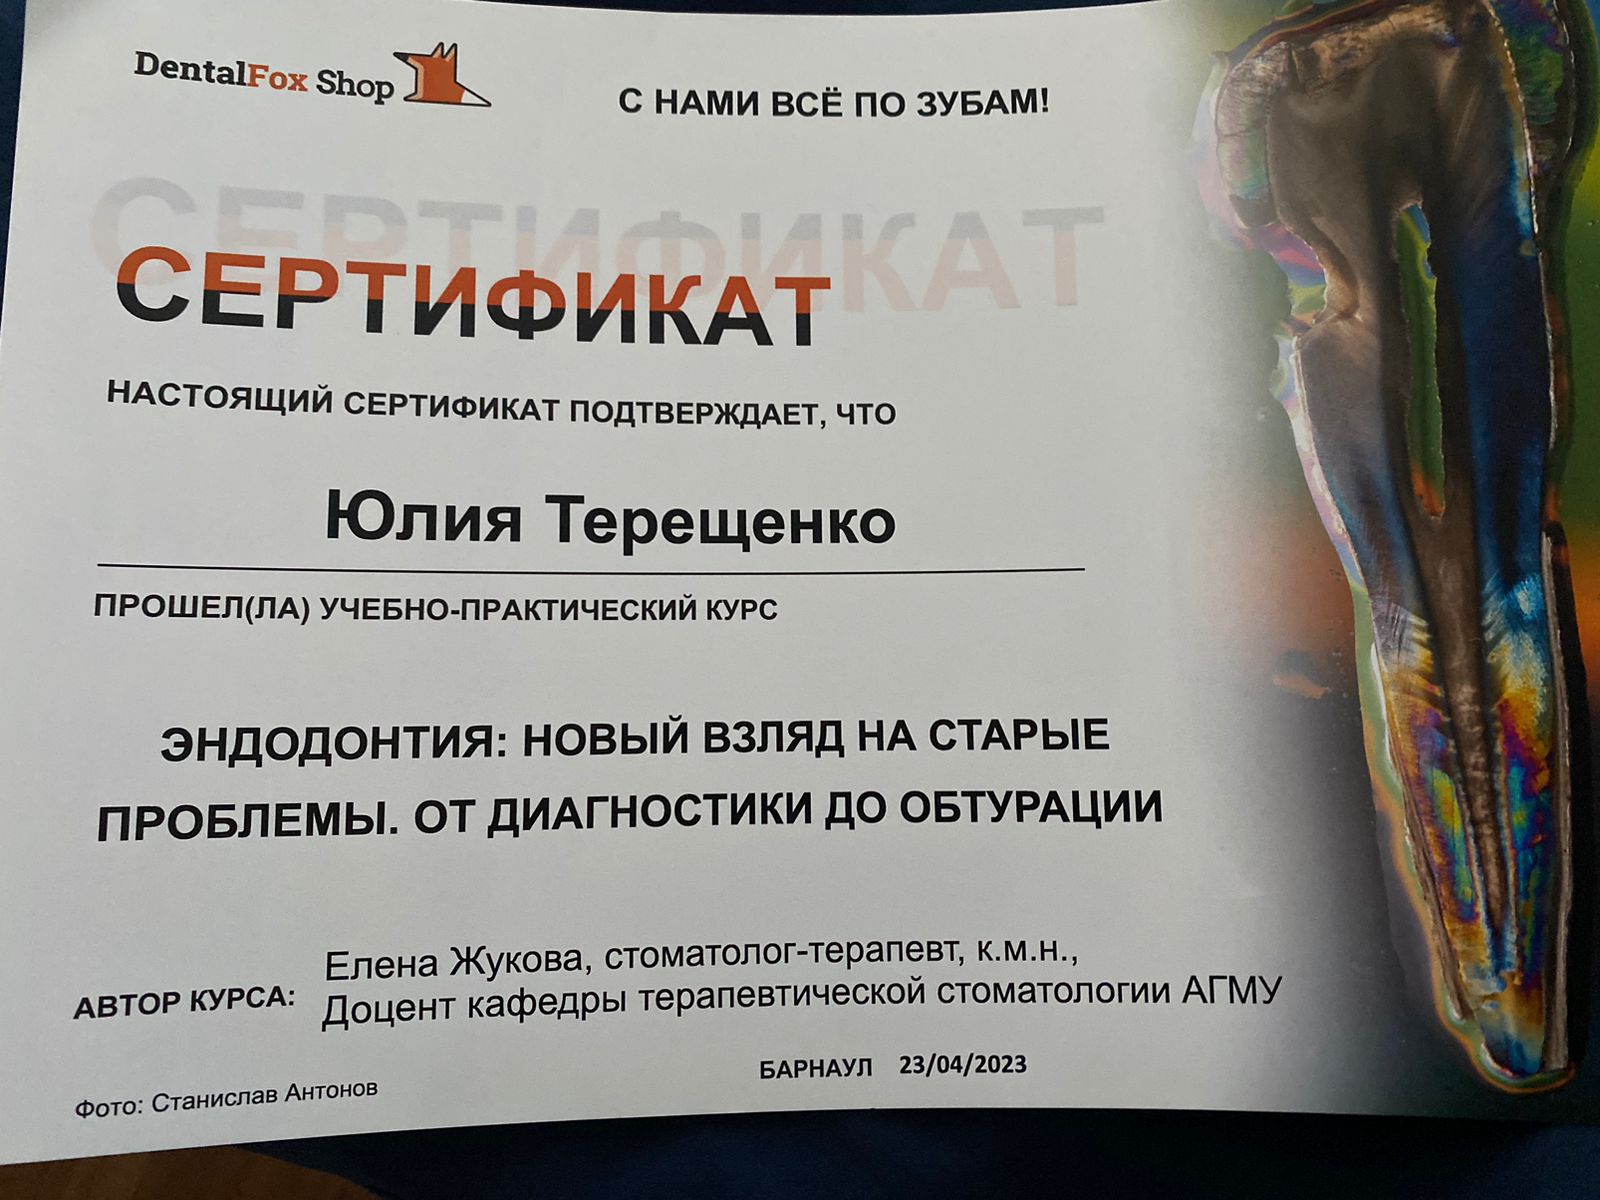 DentalFox Shop
С НАМИ ВСЁ ПО ЗУБАМ!
СЕРТИФИКАТ
СЕРТИФИКАТ
НАСТОЯЩИЙ СЕРТИФИКАТ ПОДТВЕРЖДАЕТ, ЧТО
Юлия Терещенко
ПРОШЕЛ(ЛА) УЧЕБНО-ПРАКТИЧЕСКИЙ КУРС
ЭНДОДОНТИЯ: НОВЫЙ ВЗЛЯД НА СТАРЫЕ
ПРОБЛЕМЫ. ОТ ДИАГНОСТИКИ ДО ОБТУРАЦИИ
АВТОР КУРСА:
Елена Жукова, стоматолог-терапевт, к.м.н.,
Доцент кафедры терапевтической стоматологии АГМУ
БАРНАУЛ 23/04/2023
Фото: Станислав Антонов